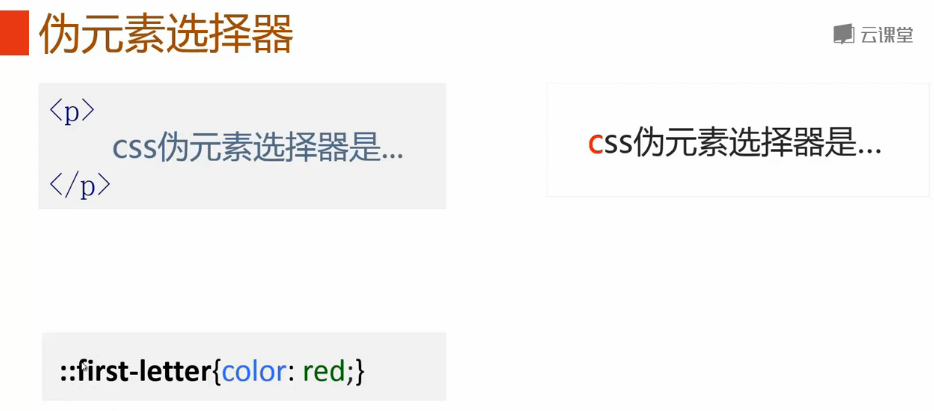 伪元素选择器
云课堂
<p>
css伪元素选择器是...
</p>
css伪元素选择器是...
::first-letter{color: red;}